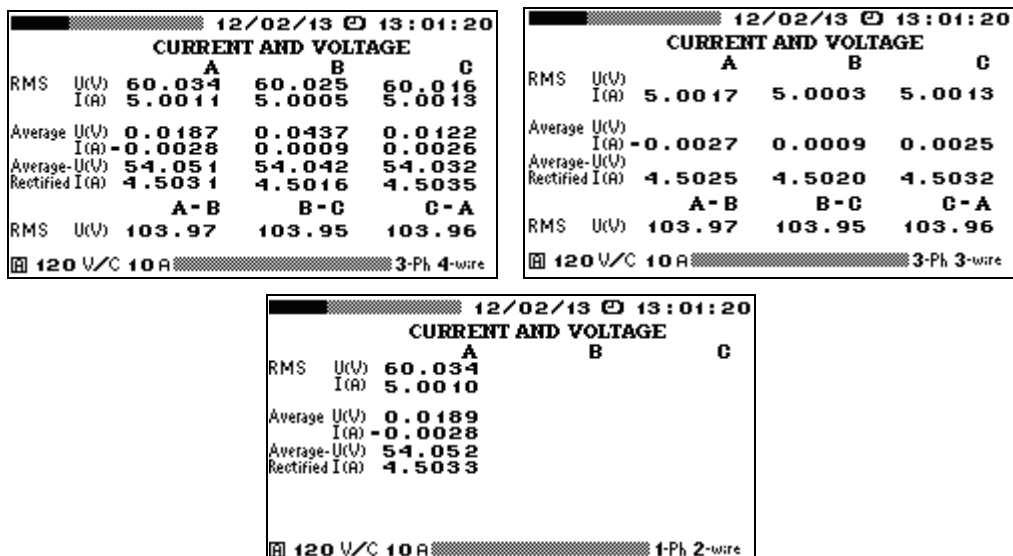 12/02/13 13:01:20
CURRENT AND VOLTAGE
A B C
RMS U(V) 60.034 60.025 60.016
I(A) 5.0011 5.0005 5.0013
Average U(V) 0.0187 0.0437 0.0122
I(A) -0.0028 0.0009 0.0026
Average- U(V) 54.051 54.042 54.032
Rectified I(A) 4.5031 4.5016 4.5035
A-B B-C C-A
RMS U(V) 103.97 103.95 103.96
A 120 V/C 10 A 3-Ph 4-wire
12/02/13 13:01:20
CURRENT AND VOLTAGE
A B C
RMS U(V)
I(A) 5.0017 5.0003 5.0013
Average U(V)
I(A) -0.0027 0.0009 0.0025
Average- U(V)
Rectified I(A) 4.5025 4.5020 4.5032
A-B B-C C-A
RMS U(V) 103.97 103.95 103.96
A 120 V/C 10 A 3-Ph 3-wire
12/02/13 13:01:20
CURRENT AND VOLTAGE
A B C
RMS U(V) 60.034
I(A) 5.0010
Average U(V) 0.0189
I(A) -0.0028
Average- U(V) 54.052
Rectified I(A) 4.5033
A 120 V/C 10 A 1-Ph 2-wire